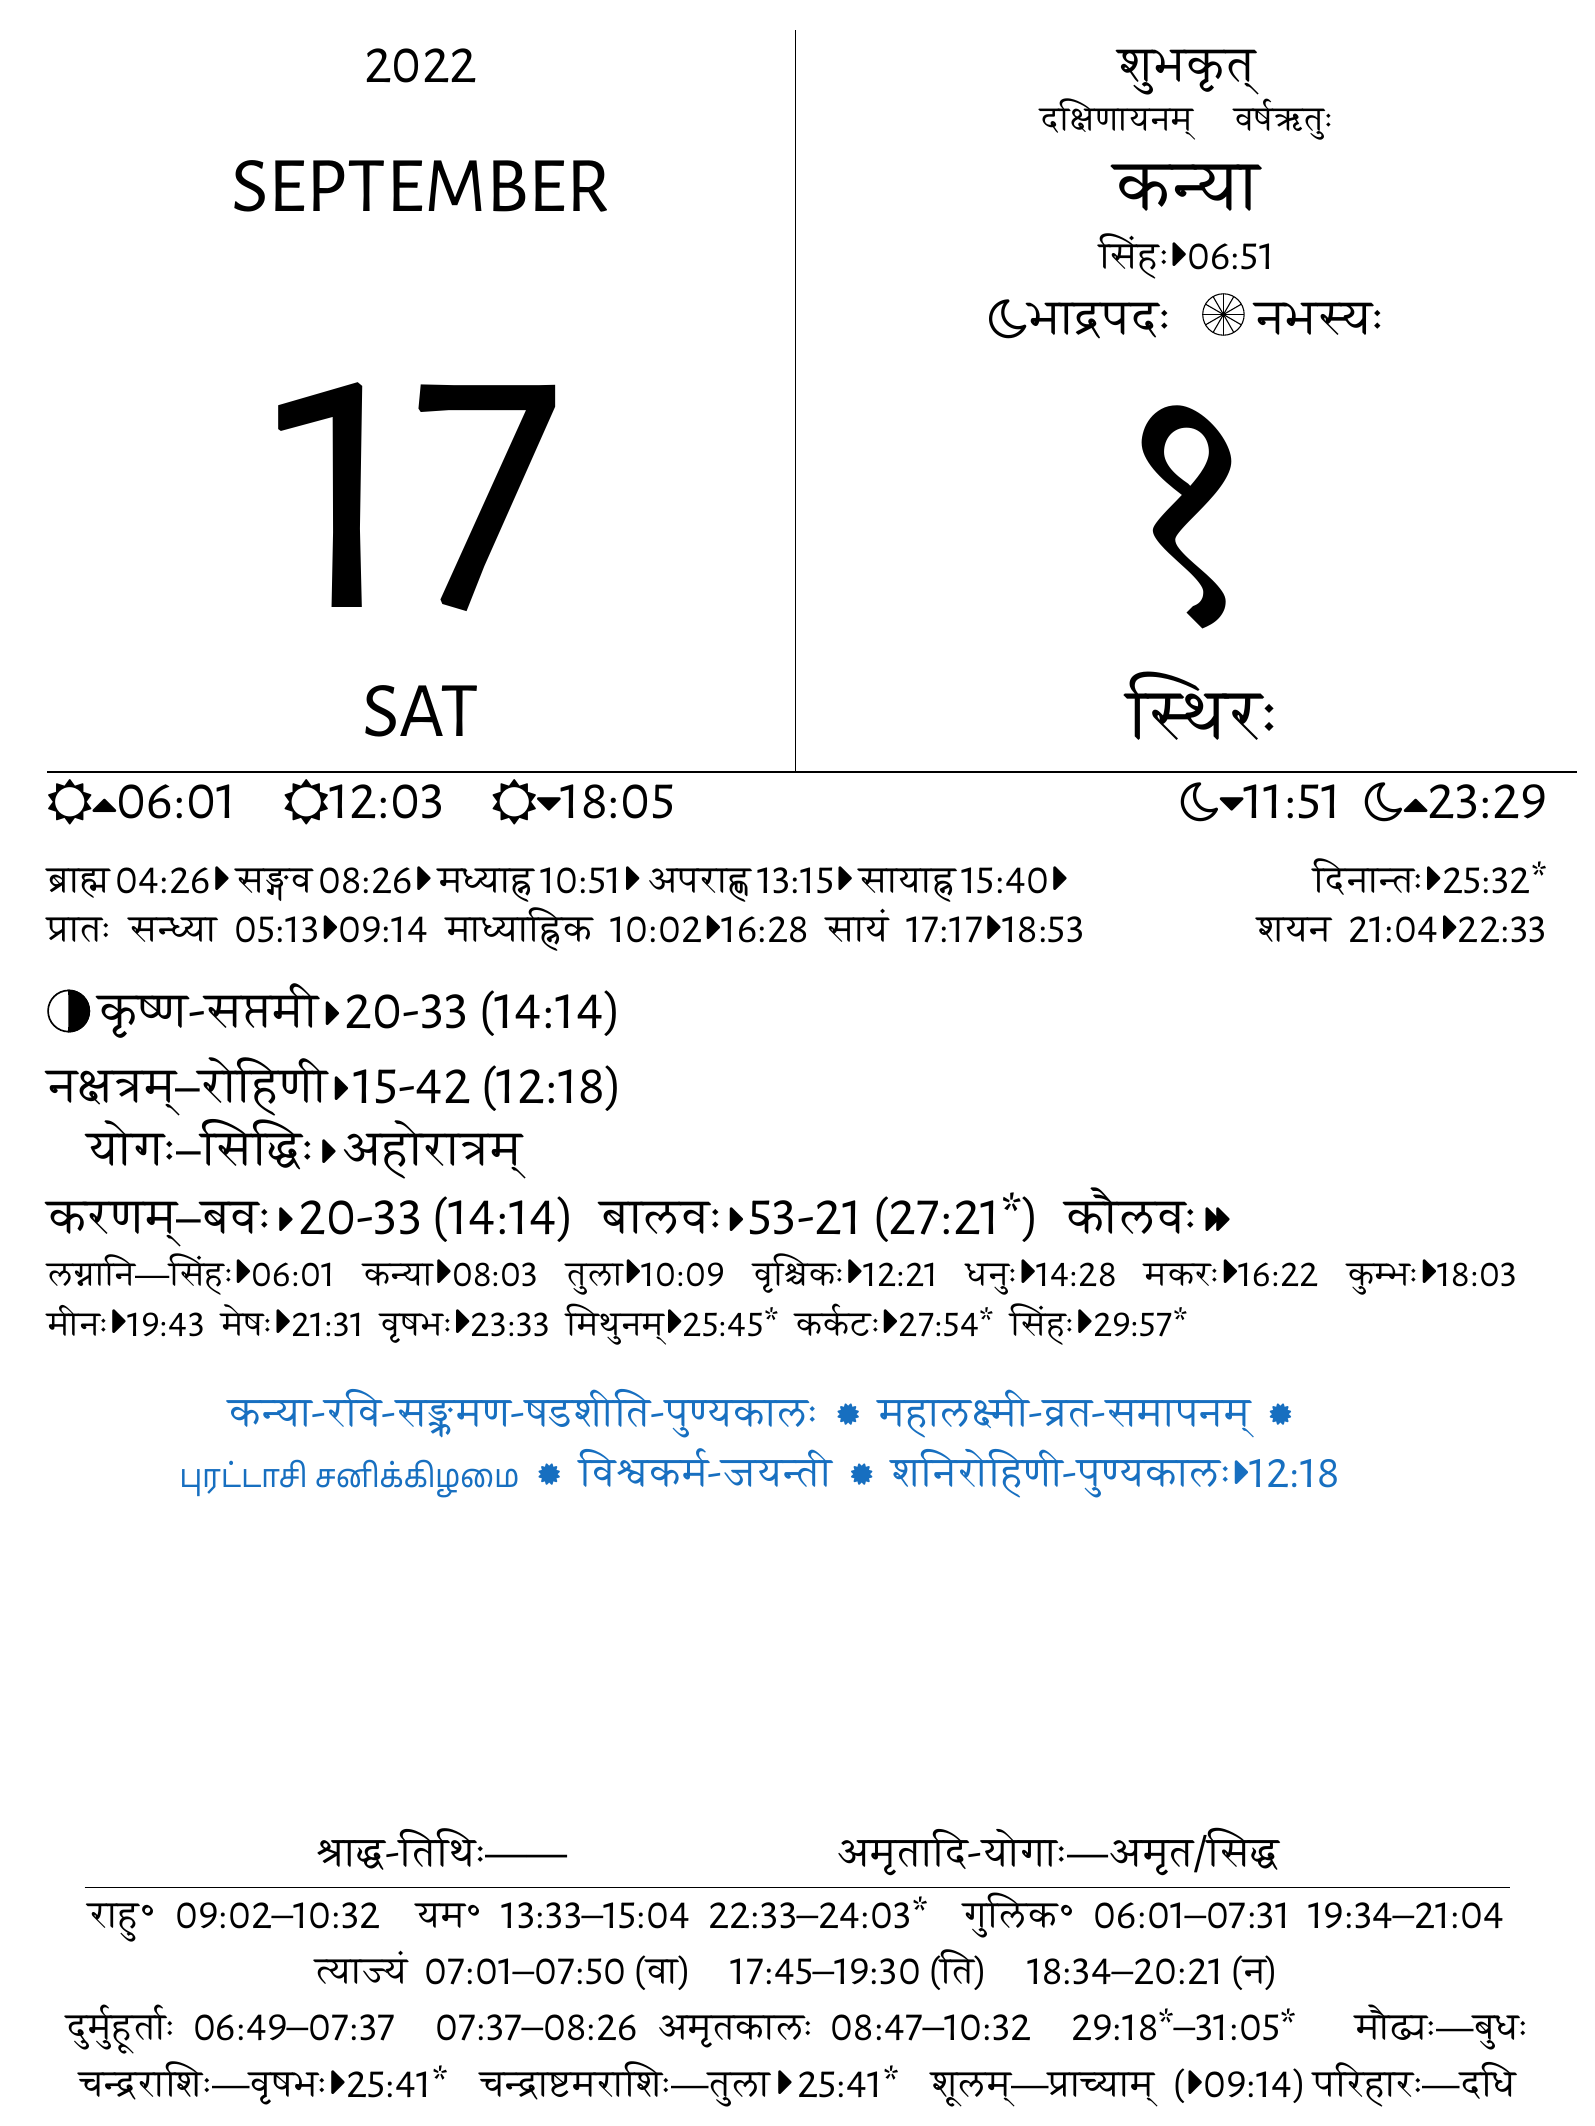 2022
SEPTEMBER
17
SAT
शुभकृत्
दक्षिणायनम् वर्षऋतुः
कन्या
सिंहः06:51
भाद्रपदः नभस्यः
१
स्थिरः
06:01 12:03 18:05 11:51 23:29
ब्राह्म 04:26 सङ्गव 08:26 मध्याह्न 10:51 अपराह्ण 13:15 सायाह्न 15:40 दिनान्तः25:32*
प्रातः सन्ध्या 05:13 09:14 माध्याह्निक 10:02 16:28 सायं 17:17 18:53 शयन 21:04 22:33
कृष्ण-सप्तमी 20-33 (14:14)
नक्षत्रम्–रोहिणी 15-42 (12:18)
योगः–सिद्धिः अहोरात्रम्
करणम्–बवः 20-33 (14:14) बालवः 53-21 (27:21*) कौलवः
लग्नानि—सिंहः 06:01 कन्या 08:03 तुला 10:09 वृश्चिकः 12:21 धनुः 14:28 मकरः 16:22 कुम्भः 18:03
मीनः 19:43 मेषः 21:31 वृषभः 23:33 मिथुनम् 25:45* कर्कटः 27:54* सिंहः 29:57*
कन्या-रवि-सङ्क्रमण-षडशीति-पुण्यकालः महालक्ष्मी-व्रत-समापनम्
புரட்டாசி சனிக்கிழமை विश्वकर्म-जयन्ती शनिरोहिणी-पुण्यकालः 12:18
श्राद्ध-तिथिः—— अमृतादि-योगाः—अमृत/सिद्ध
राहु॰ 09:02–10:32 यम॰ 13:33–15:04 22:33–24:03* गुलिक॰ 06:01–07:31 19:34–21:04
त्याज्यं 07:01–07:50 (वा) 17:45–19:30 (ति) 18:34–20:21 (न)
दुर्मुहूर्ताः 06:49–07:37 07:37–08:26 अमृतकालः 08:47–10:32 29:18*–31:05* मौढ्यः—बुधः
चन्द्रराशिः—वृषभः 25:41* चन्द्राष्टमराशिः—तुला 25:41* शूलम्—प्राच्याम् (09:14) परिहारः—दधि